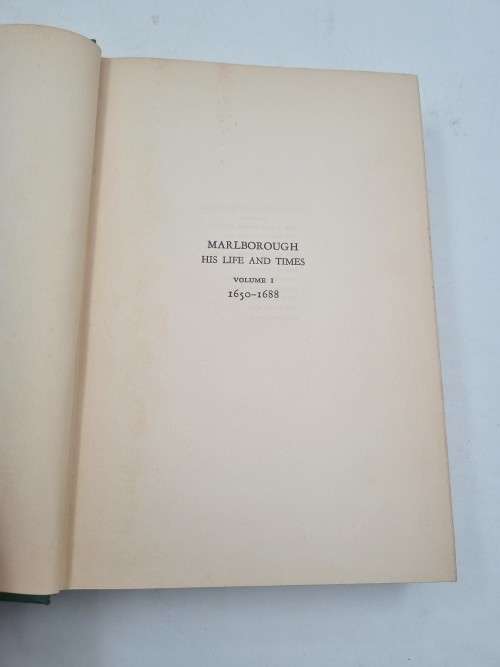 MARLBOROUGH
HIS LIFE AND TIMES
VOLUME I
1650-1688